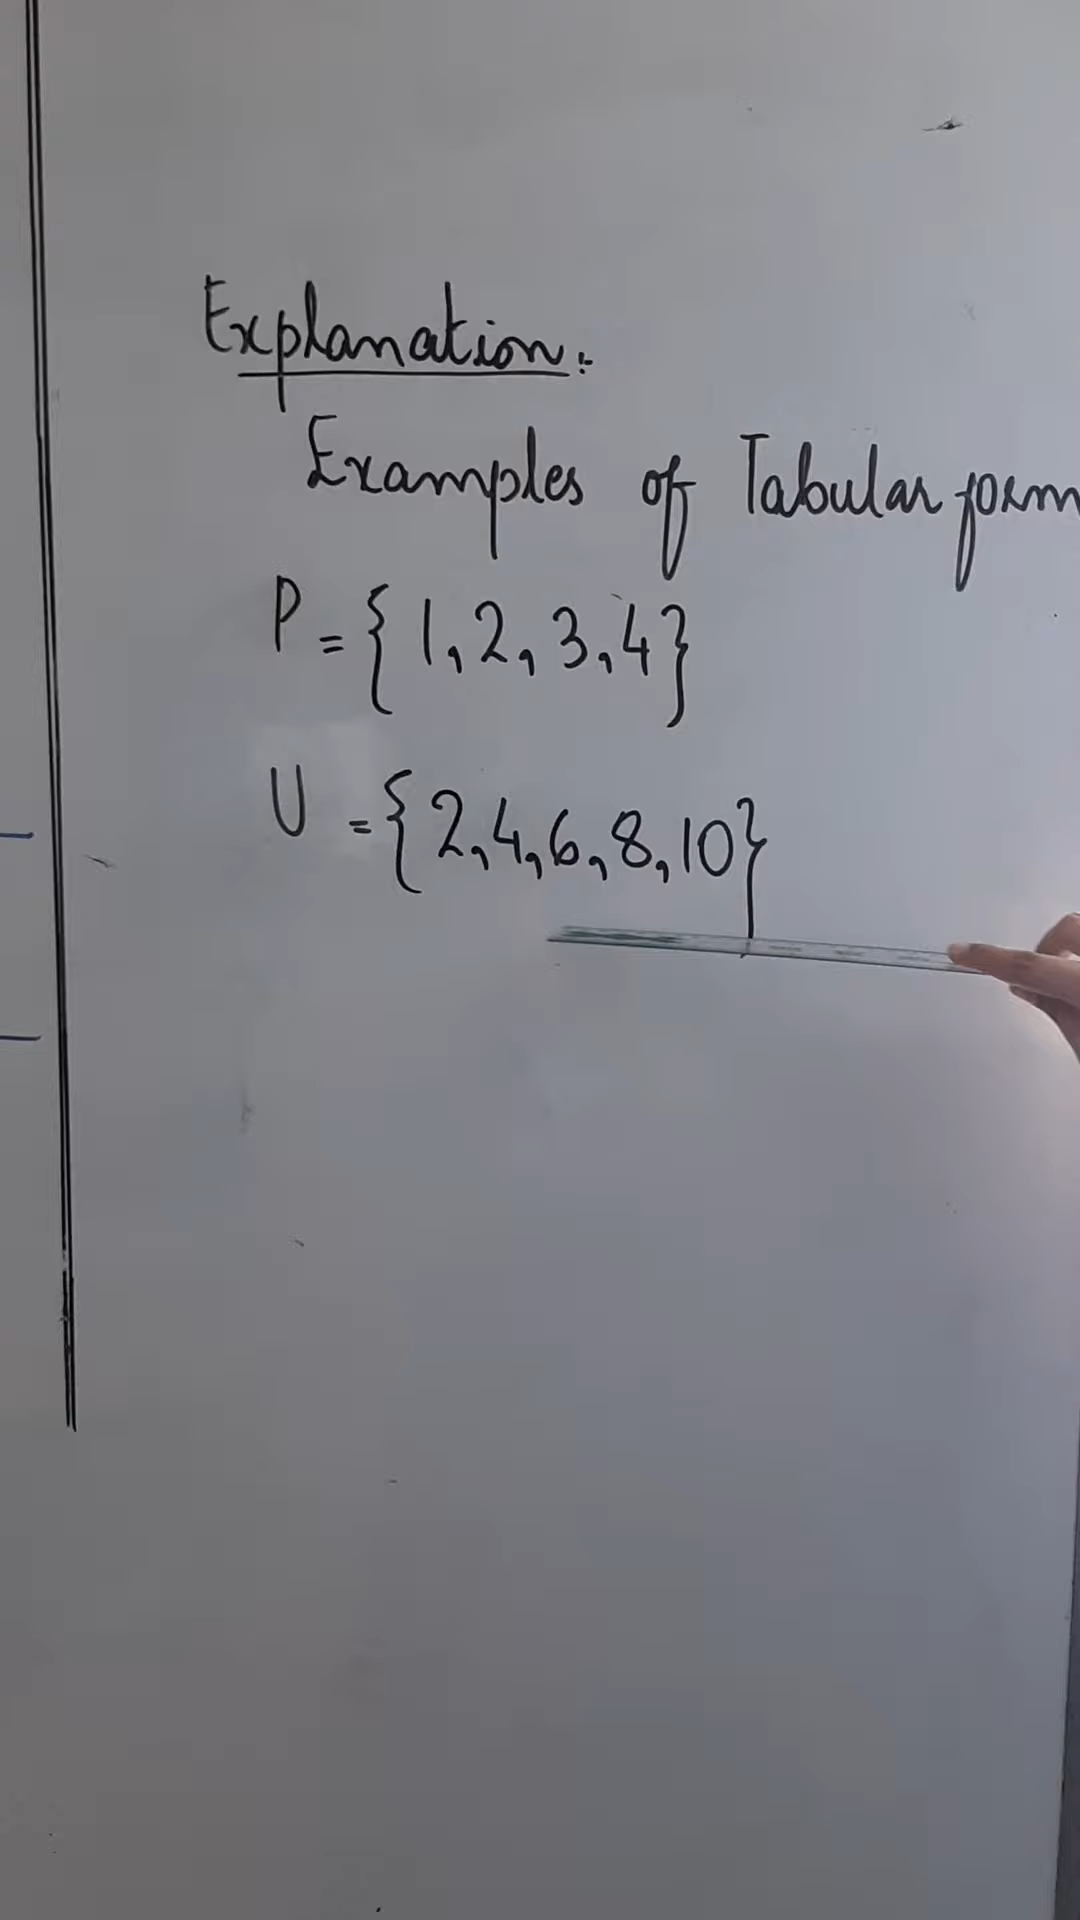 Explanation:
Examples of Tabular form
P = { 1, 2, 3, 4 }
U = { 2, 4, 6, 8, 10 }